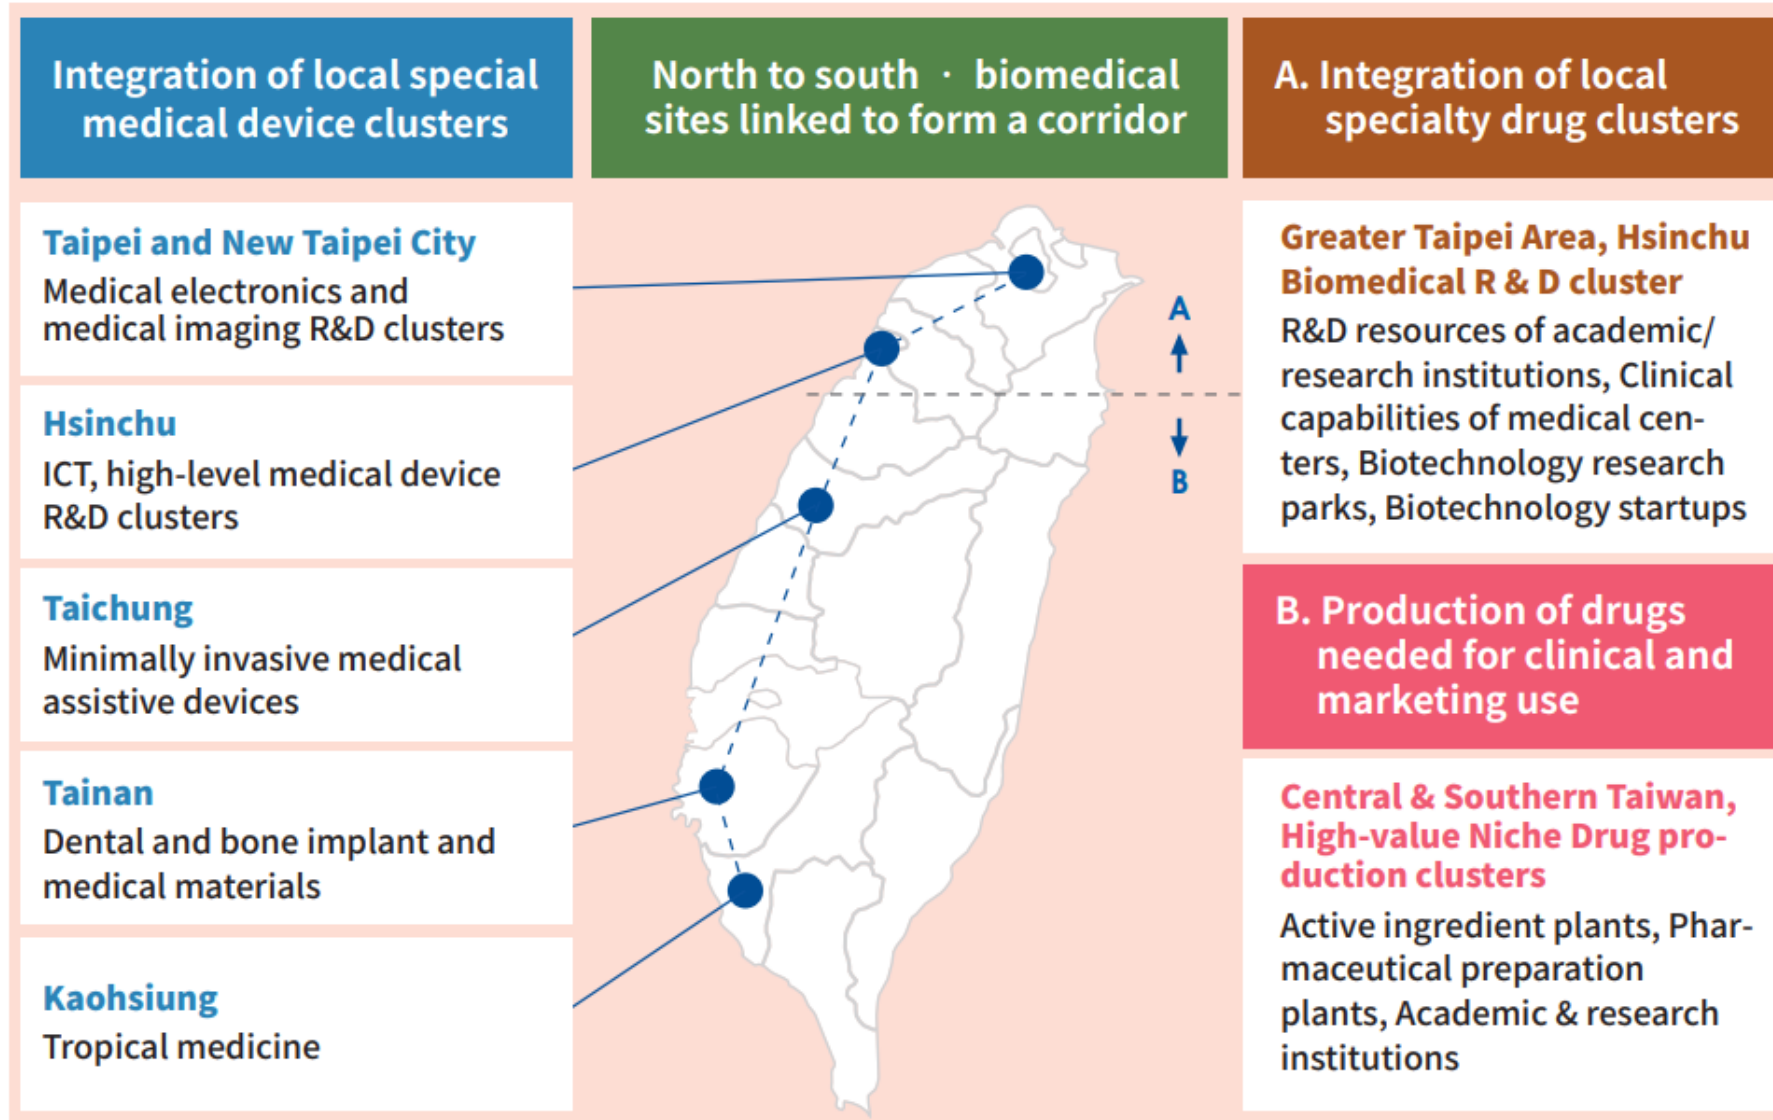 Integration of local special
medical device clusters
North to south · biomedical
sites linked to form a corridor
A. Integration of local
specialty drug clusters
Taipei and New Taipei City
Medical electronics and
medical imaging R&D clusters
Hsinchu
ICT, high-level medical device
R&D clusters
Taichung
Minimally invasive medical
assistive devices
Tainan
Dental and bone implant and
medical materials
Kaohsiung
Tropical medicine
A
B
Greater Taipei Area, Hsinchu
Biomedical R & D cluster
R&D resources of academic/
research institutions, Clinical
capabilities of medical cen-
ters, Biotechnology research
parks, Biotechnology startups
B. Production of drugs
needed for clinical and
marketing use
Central & Southern Taiwan,
High-value Niche Drug pro-
duction clusters
Active ingredient plants, Phar-
maceutical preparation
plants, Academic & research
institutions